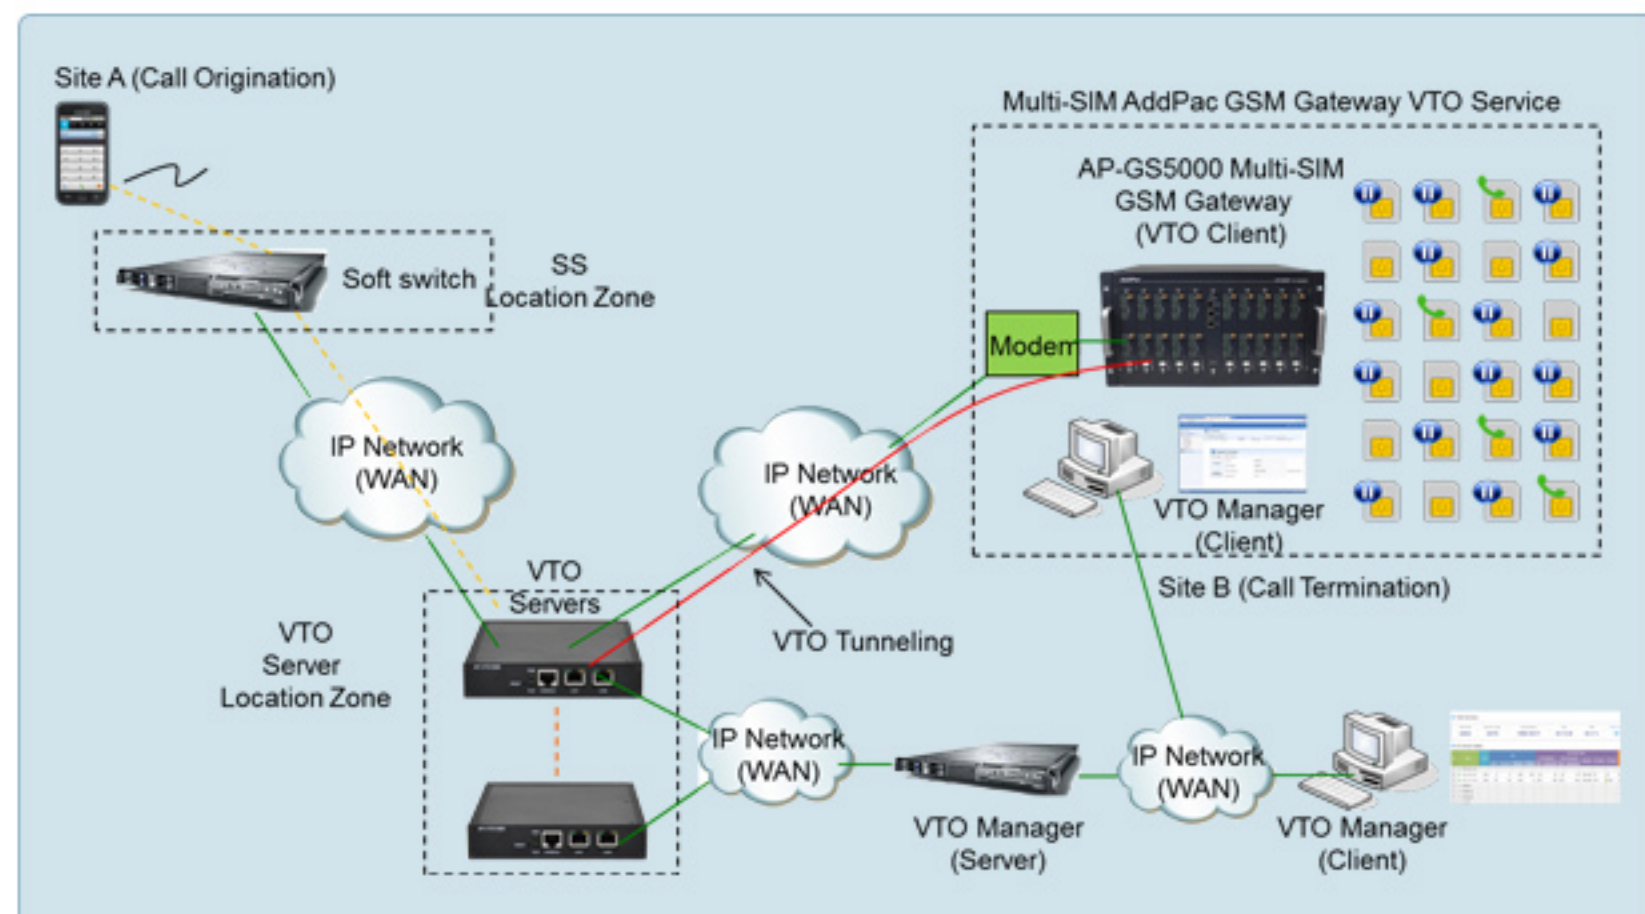 Site A (Call Origination)
Multi-SIM AddPac GSM Gateway VTO Service
AP-GS5000 Multi-SIM
GSM Gateway
(VTO Client)
Soft switch
SS
Location Zone
Modem
IP Network
(WAN)
IP Network
(WAN)
VTO Manager
(Client)
Site B (Call Termination)
VTO
Servers
VTO Tunneling
VTO
Server
Location Zone
IP Network
(WAN)
IP Network
(WAN)
VTO Manager
(Server)
VTO Manager
(Client)